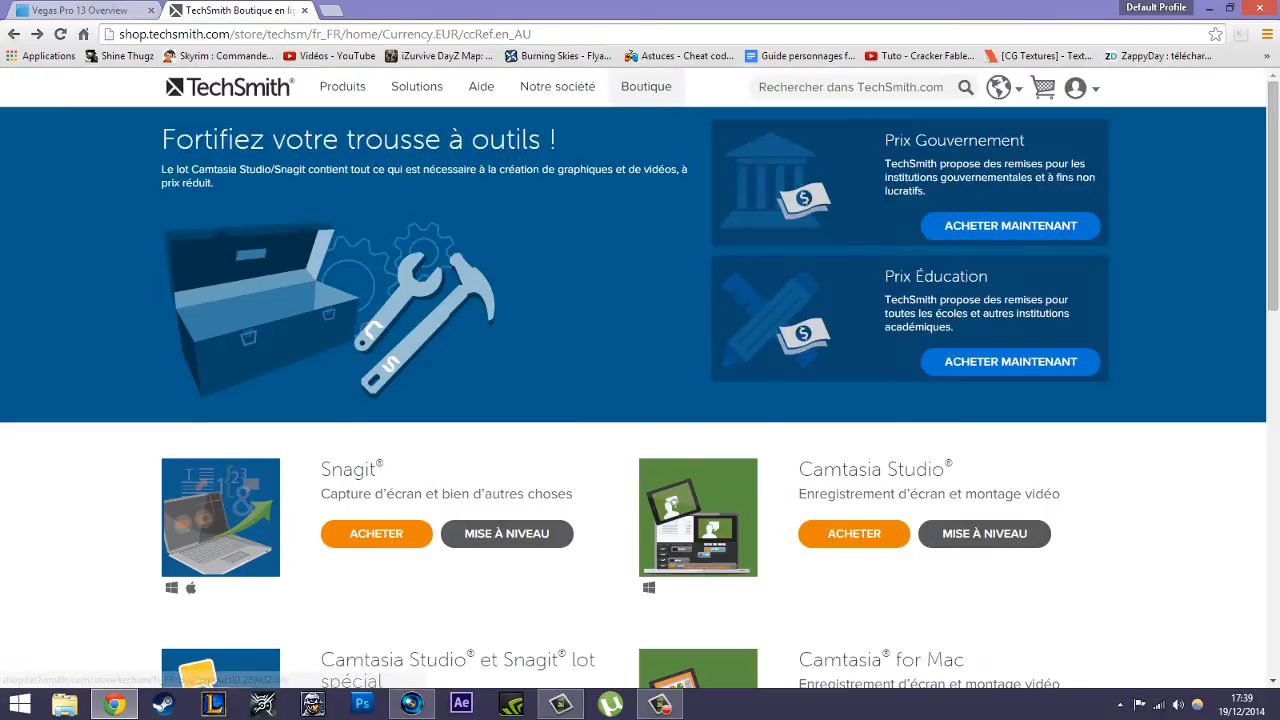 Vegas Pro 13 Overview
TechSmith Boutique en li
Default Profile
shop.techsmith.com/store/techsm/fr_FR/home/Currency.EUR/ccRef.en_AU
Applications
Shine Thugz
Skyrim : Commande...
Vidéos - YouTube
iZurvive DayZ Map: ...
Burning Skies - Flya...
Astuces - Cheat cod...
Guide personnages f...
Tuto - Cracker Fable...
[CG Textures] - Text...
ZappyDay : téléchar...
TechSmith®
Produits
Solutions
Aide
Notre société
Boutique
Rechercher dans TechSmith.com
Fortifiez votre trousse à outils !
Le lot Camtasia Studio/Snagit contient tout ce qui est nécessaire à la création de graphiques et de vidéos, à
prix réduit.
Prix Gouvernement
TechSmith propose des remises pour les
institutions gouvernementales et à fins non
lucratifs.
ACHETER MAINTENANT
Prix Éducation
TechSmith propose des remises pour
toutes les écoles et autres institutions
académiques.
ACHETER MAINTENANT
Snagit®
Capture d'écran et bien d'autres choses
ACHETER
MISE À NIVEAU
Camtasia Studio®
Enregistrement d'écran et montage vidéo
ACHETER
MISE À NIVEAU
Camtasia Studio® et Snagit® lot
spécial
Camtasia® for Mac
Enregistrement d'écran et montage vidéo
17:39
19/12/2014